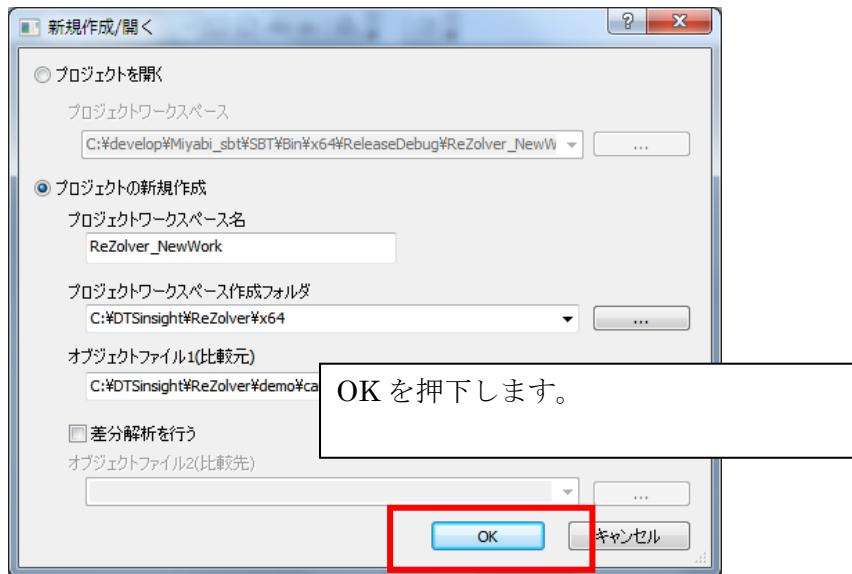 新規作成/開く
プロジェクトを開く
プロジェクトワークスペース
C:¥develop¥Miyabi_sbt¥SBT¥Bin¥x64¥ReleaseDebug¥ReZolver_NewW
...
プロジェクトの新規作成
プロジェクトワークスペース名
ReZolver_NewWork
プロジェクトワークスペース作成フォルダ
C:¥DTSinsight¥ReZolver¥x64
...
オブジェクトファイル1(比較元)
C:¥DTSinsight¥ReZolver¥demo¥ca
OK を押下します。
差分解析を行う
オブジェクトファイル2(比較先)
...
OK
キャンセル